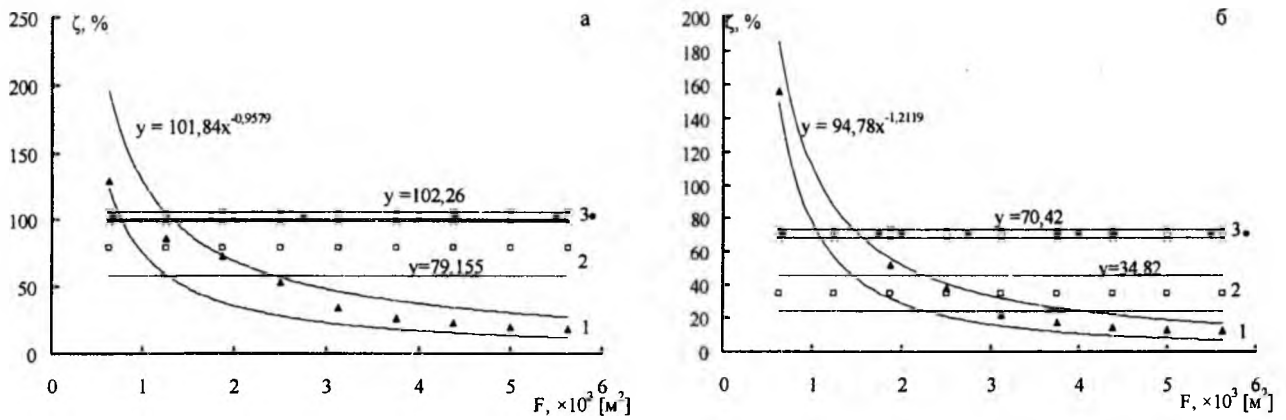 ζ, %
а
250
200
150
100
50
0
y = 101,84x^-0,9579
y =102,26
y=79,155
3
2
1
0 1 2 3 4 5 6
F, ×10³ [м²]
ζ, %
б
200
180
160
140
120
100
80
60
40
20
0
y = 94,78x^-1,2119
y =70,42
y=34,82
3
2
1
0 1 2 3 4 5 6
F, ×10³ [м²]